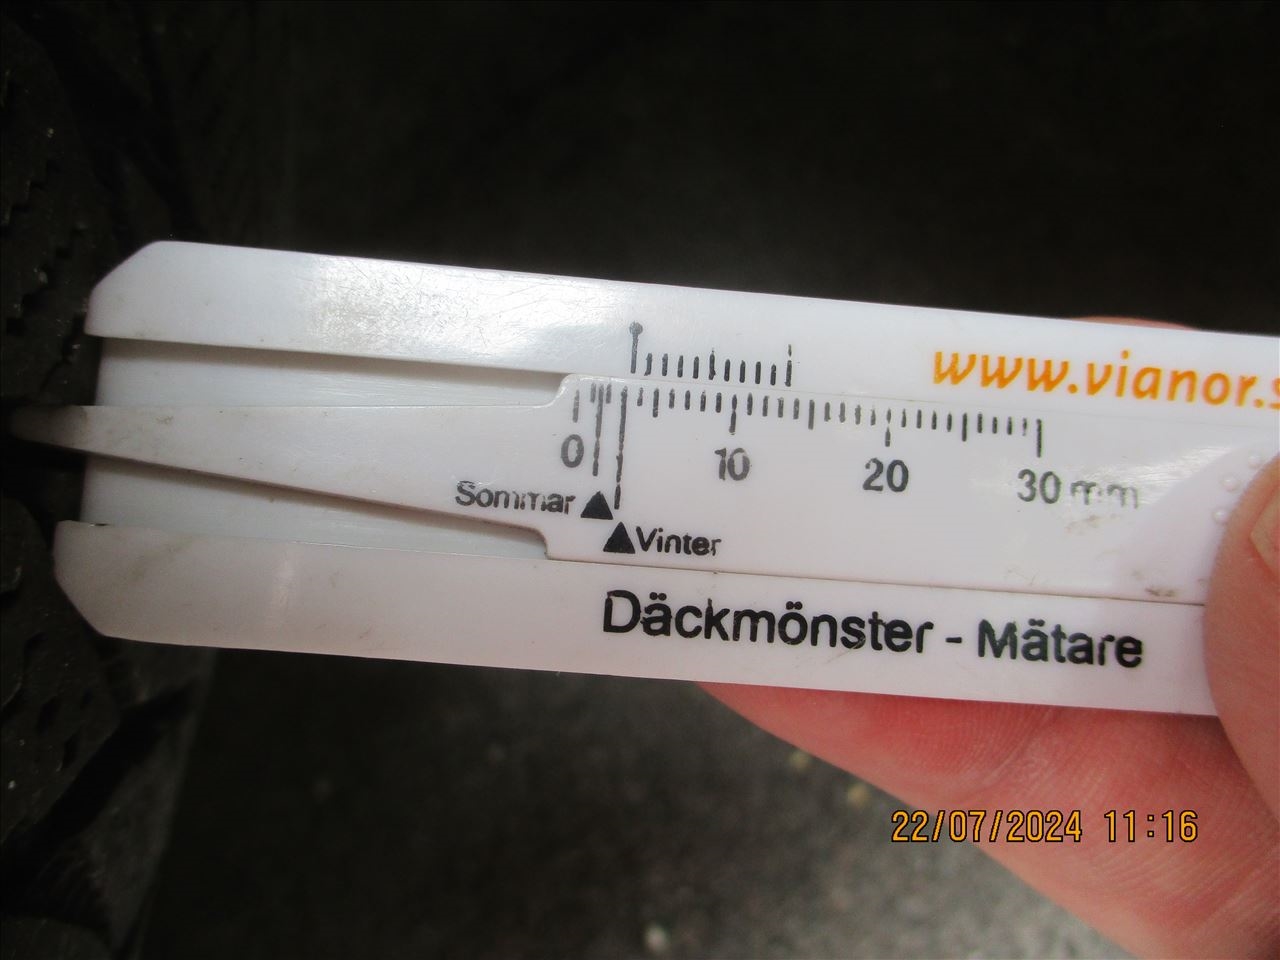 www.vianor.s
0 10 20 30 mm
Sommar
Vinter
Däckmönster - Mätare
22/07/2024 11:16